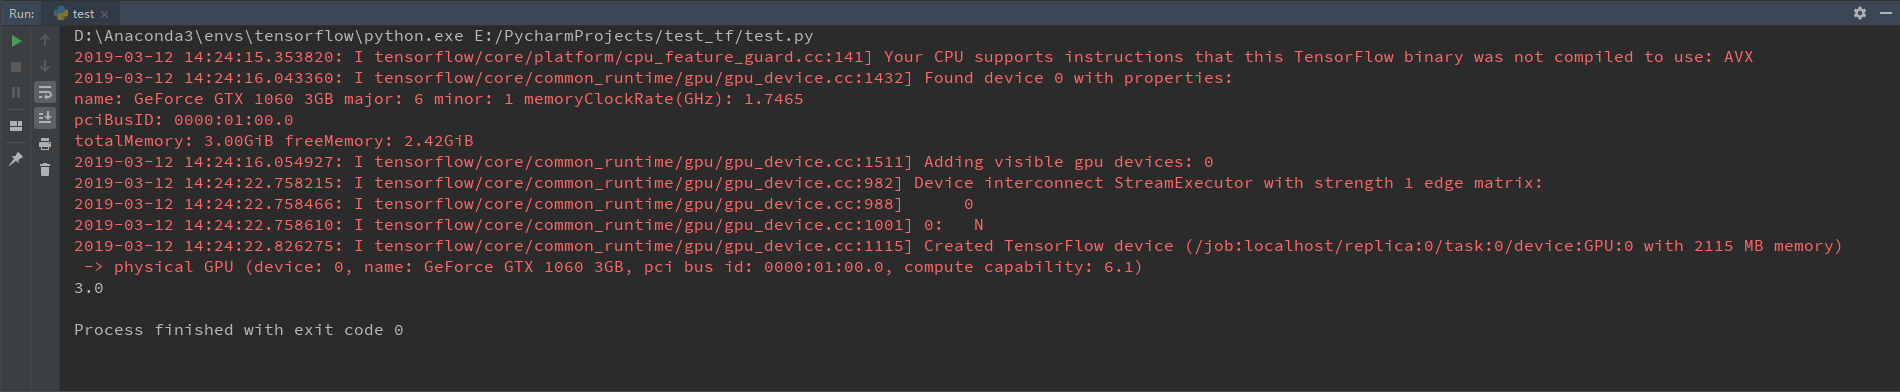 Run: test
D:\Anaconda3\envs\tensorflow\python.exe E:/PycharmProjects/test_tf/test.py
2019-03-12 14:24:15.353820: I tensorflow/core/platform/cpu_feature_guard.cc:141] Your CPU supports instructions that this TensorFlow binary was not compiled to use: AVX
2019-03-12 14:24:16.043360: I tensorflow/core/common_runtime/gpu/gpu_device.cc:1432] Found device 0 with properties:
name: GeForce GTX 1060 3GB major: 6 minor: 1 memoryClockRate(GHz): 1.7465
pciBusID: 0000:01:00.0
totalMemory: 3.00GiB freeMemory: 2.42GiB
2019-03-12 14:24:16.054927: I tensorflow/core/common_runtime/gpu/gpu_device.cc:1511] Adding visible gpu devices: 0
2019-03-12 14:24:22.758215: I tensorflow/core/common_runtime/gpu/gpu_device.cc:982] Device interconnect StreamExecutor with strength 1 edge matrix:
2019-03-12 14:24:22.758466: I tensorflow/core/common_runtime/gpu/gpu_device.cc:988]      0
2019-03-12 14:24:22.758610: I tensorflow/core/common_runtime/gpu/gpu_device.cc:1001] 0:   N
2019-03-12 14:24:22.826275: I tensorflow/core/common_runtime/gpu/gpu_device.cc:1115] Created TensorFlow device (/job:localhost/replica:0/task:0/device:GPU:0 with 2115 MB memory)
 -> physical GPU (device: 0, name: GeForce GTX 1060 3GB, pci bus id: 0000:01:00.0, compute capability: 6.1)
3.0
Process finished with exit code 0